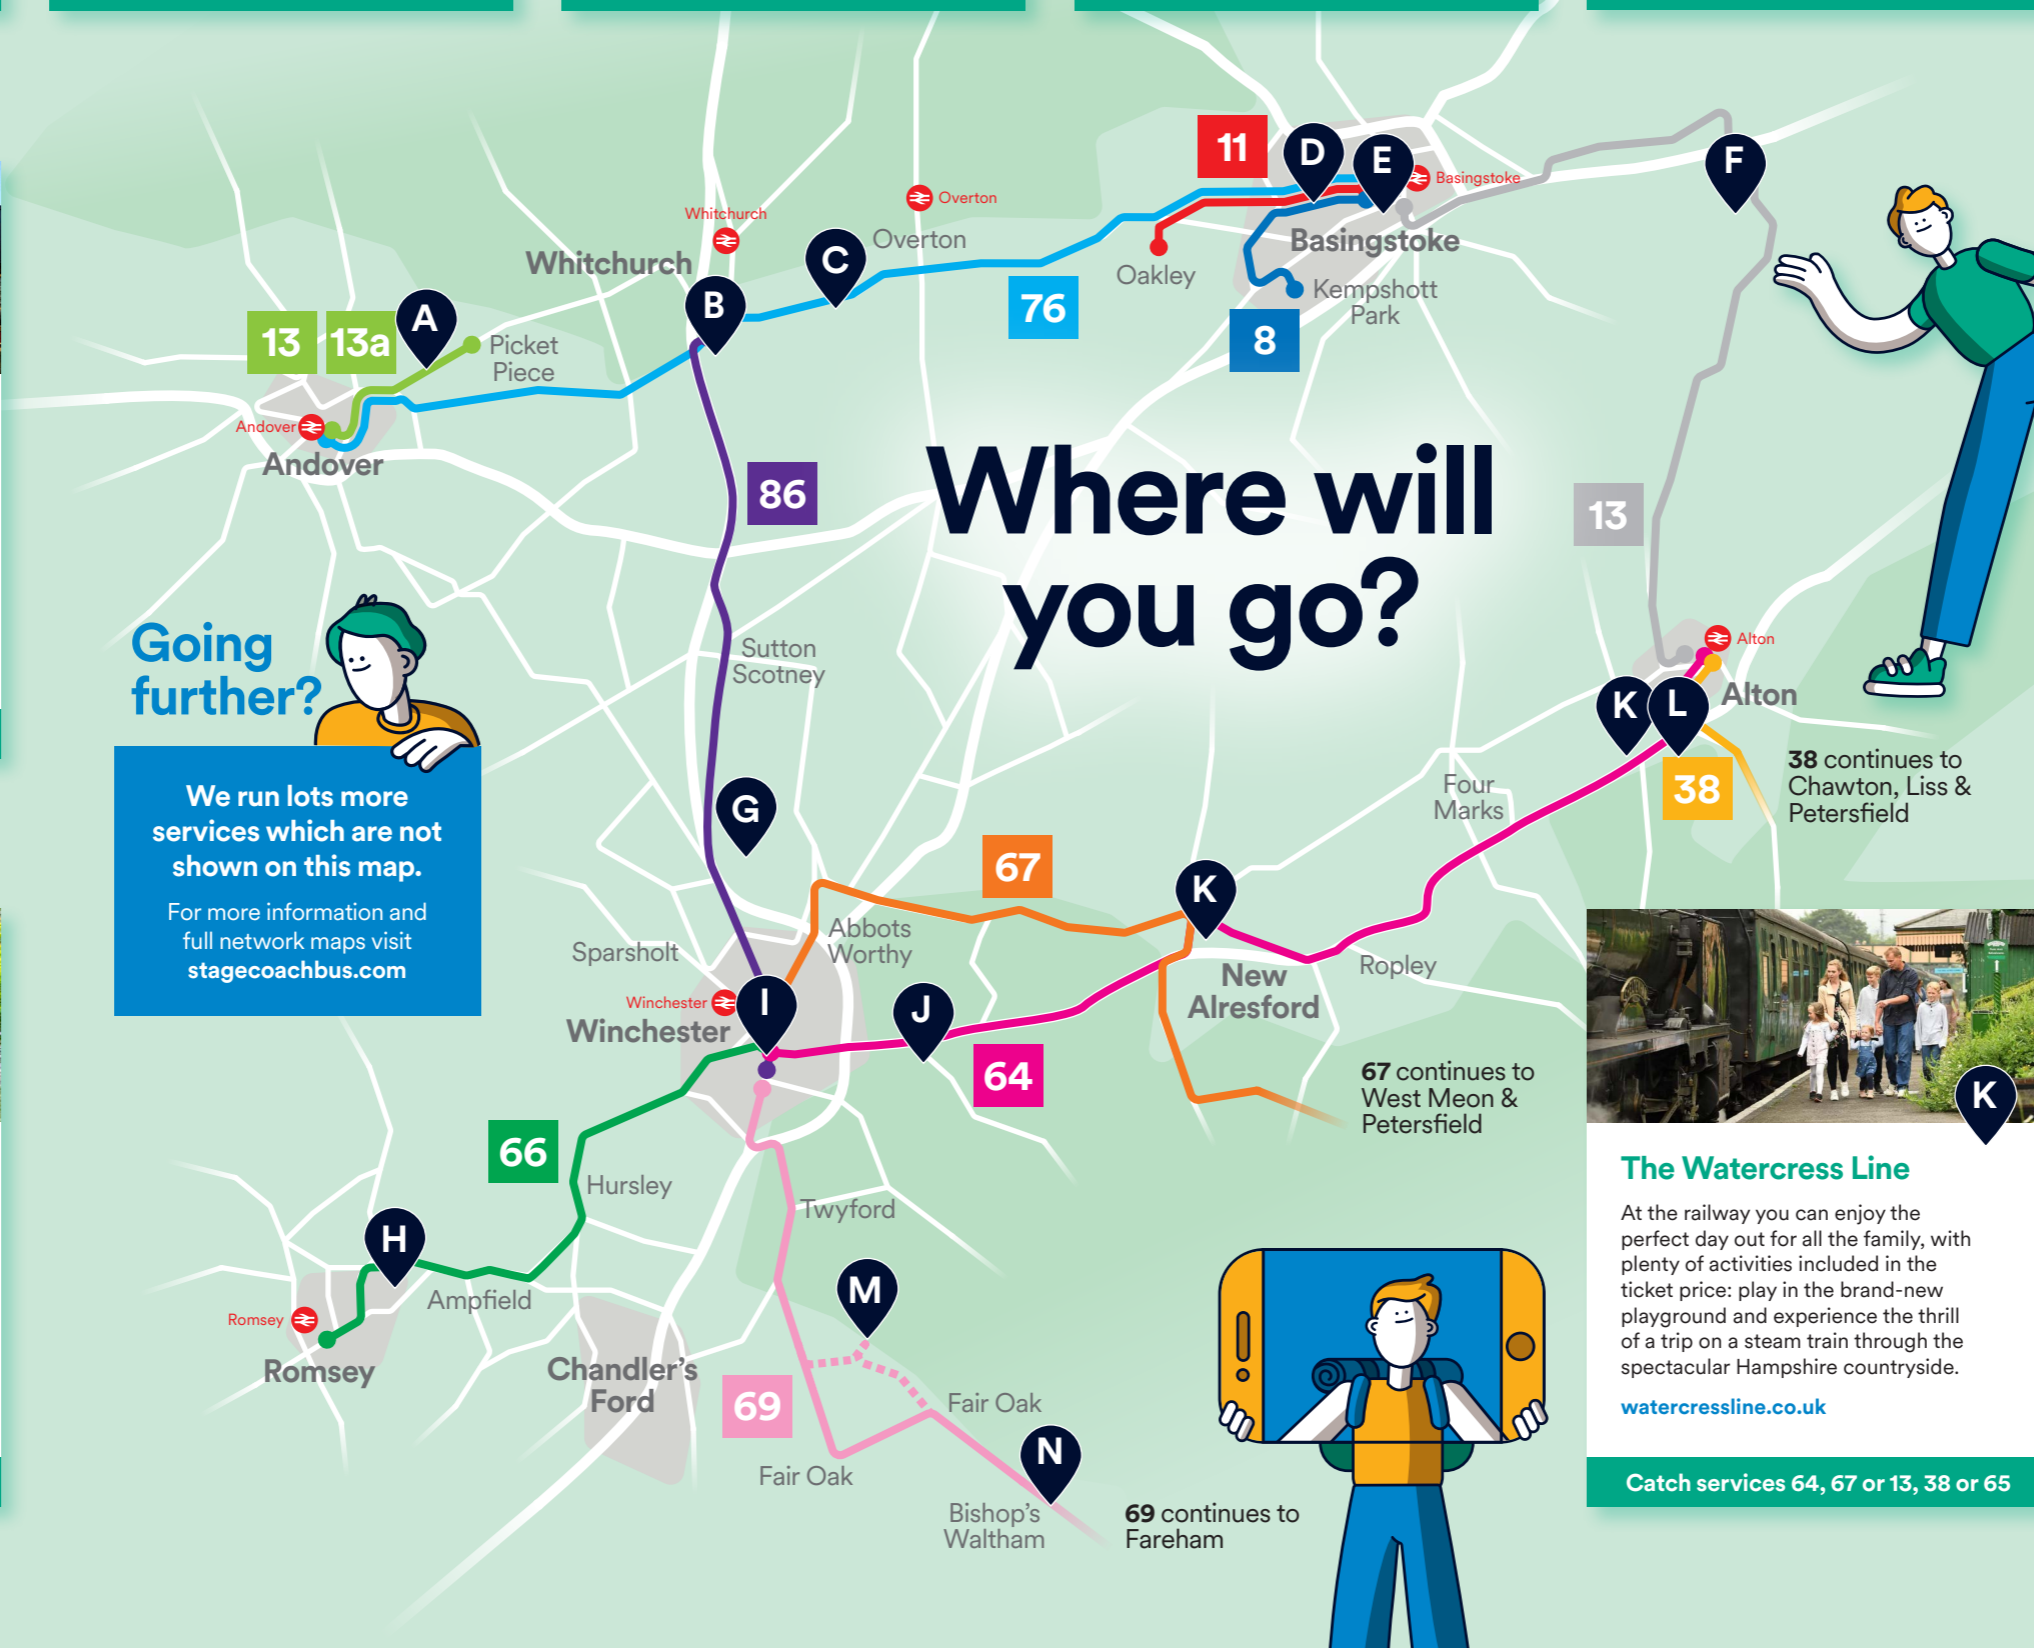 11
D
E
F
Basingstoke
Whitchurch
Overton
Overton
Whitchurch
C
Basingstoke
Oakley
Kempshott
Park
76
8
B
13
13a
A
Picket
Piece
Andover
Andover
86
Where will
you go?
13
Going
further?
We run lots more
services which are not
shown on this map.
For more information and
full network maps visit
stagecoachbus.com
Sutton
Scotney
Alton
Alton
K
L
38
38 continues to
Chawton, Liss &
Petersfield
Four
Marks
G
67
K
Abbots
Worthy
Sparsholt
Winchester
Winchester
I
J
New
Alresford
Ropley
64
67 continues to
West Meon &
Petersfield
66
Hursley
Twyford
H
Ampfield
Romsey
Romsey
Chandler's
Ford
M
69
Fair Oak
Fair Oak
N
Bishop's
Waltham
69 continues to
Fareham
K
The Watercress Line
At the railway you can enjoy the
perfect day out for all the family, with
plenty of activities included in the
ticket price: play in the brand-new
playground and experience the thrill
of a trip on a steam train through the
spectacular Hampshire countryside.
watercressline.co.uk
Catch services 64, 67 or 13, 38 or 65